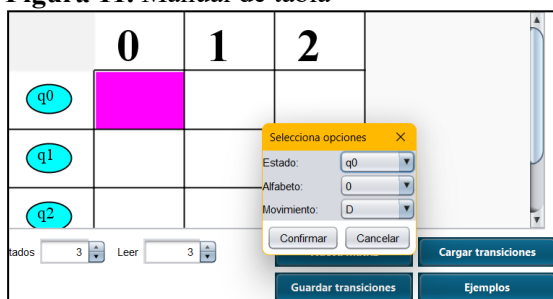 Figura 11. Manual de tabla
0 1 2
q0
q1
q2
Selecciona opciones
Estado: q0
Alfabeto: 0
Movimiento: D
Confirmar Cancelar
tados 3 Leer 3
Cargar transiciones
Guardar transiciones Ejemplos